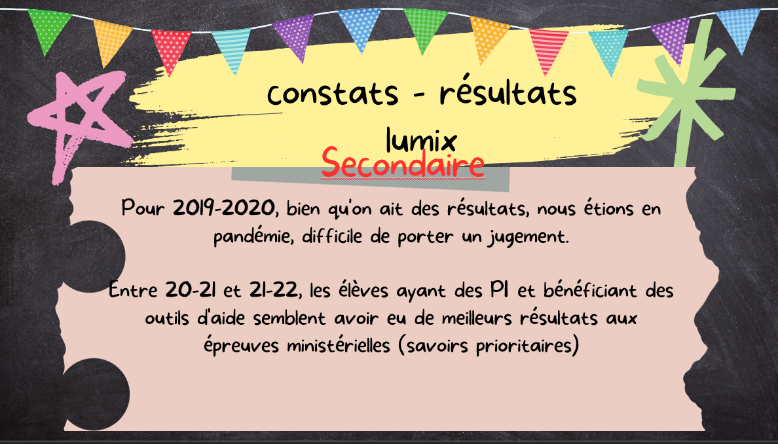 constats - résultats
lumix
Secondaire
Pour 2019-2020, bien qu'on ait des résultats, nous étions en
pandémie, difficile de porter un jugement.
Entre 20-21 et 21-22, les élèves ayant des PI et bénéficiant des
outils d'aide semblent avoir eu de meilleurs résultats aux
épreuves ministérielles (savoirs prioritaires)